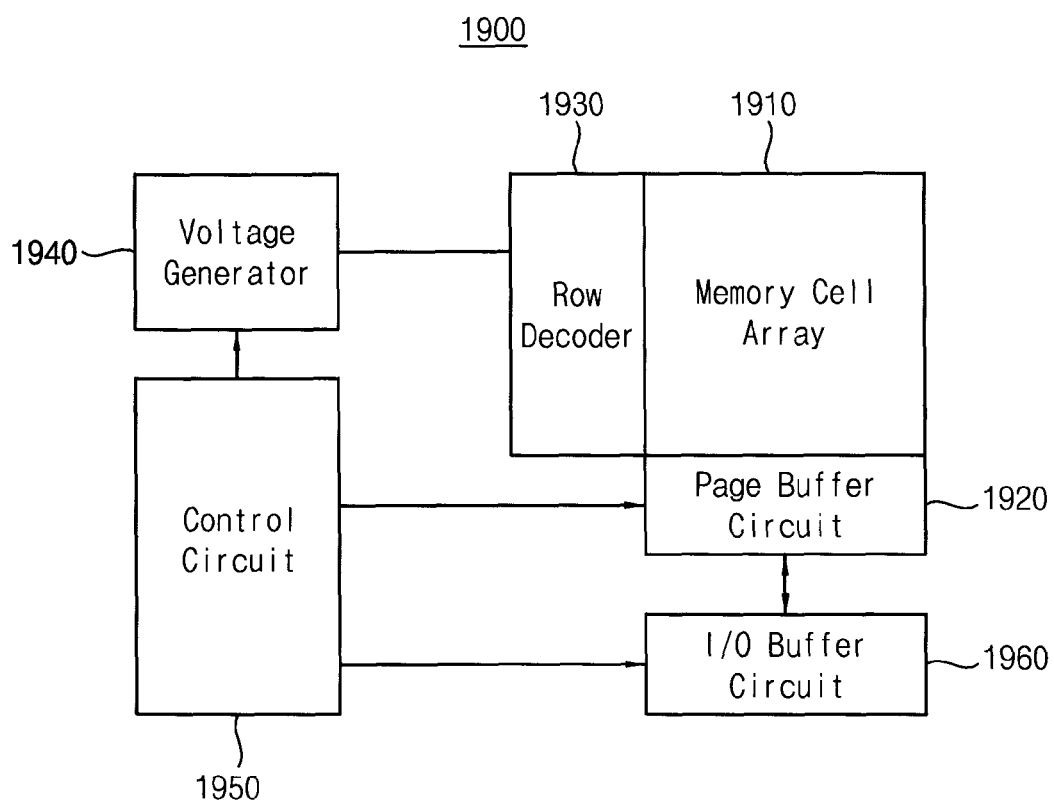 1900
1930
1910
1940
Voltage
Generator
Row
Decoder
Memory Cell
Array
Control
Circuit
Page Buffer
Circuit
1920
I/O Buffer
Circuit
1960
1950